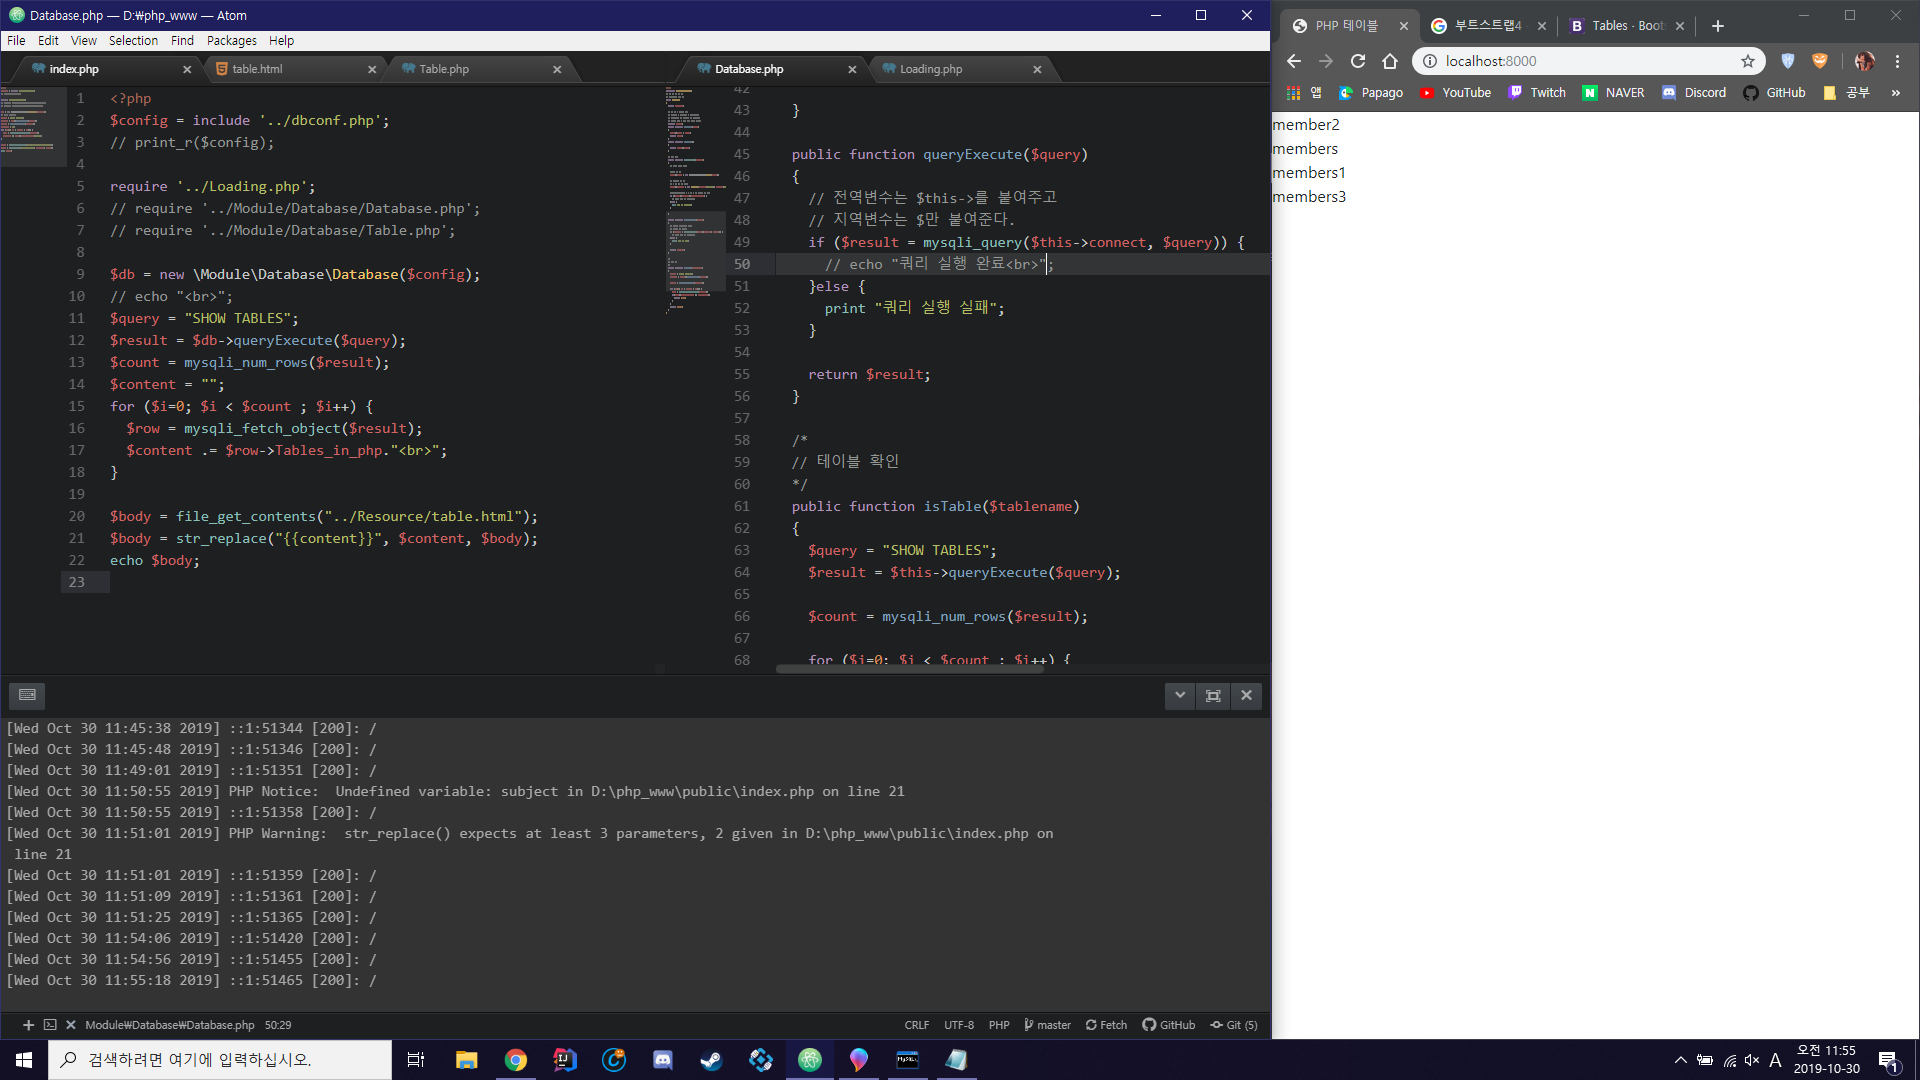 Database.php — D:₩php_www — Atom
File Edit View Selection Find Packages Help
index.php
table.html
Table.php
1 <?php
2 $config = include '../dbconf.php';
3 // print_r($config);
4
5 require '../Loading.php';
6 // require '../Module/Database/Database.php';
7 // require '../Module/Database/Table.php';
8
9 $db = new \Module\Database\Database($config);
10 // echo "<br>";
11 $query = "SHOW TABLES";
12 $result = $db->queryExecute($query);
13 $count = mysqli_num_rows($result);
14 $content = "";
15 for ($i=0; $i < $count ; $i++) {
16 $row = mysqli_fetch_object($result);
17 $content .= $row->Tables_in_php."<br>";
18 }
19
20 $body = file_get_contents("../Resource/table.html");
21 $body = str_replace("{{content}}", $content, $body);
22 echo $body;
23
Database.php
Loading.php
42
43 }
44
45 public function queryExecute($query)
46 {
47 // 전역변수는 $this->를 붙여주고
48 // 지역변수는 $만 붙여준다.
49 if ($result = mysqli_query($this->connect, $query)) {
50 // echo "쿼리 실행 완료<br>";
51 }else {
52 print "쿼리 실행 실패";
53 }
54
55 return $result;
56 }
57
58 /*
59 // 테이블 확인
60 */
61 public function isTable($tablename)
62 {
63 $query = "SHOW TABLES";
64 $result = $this->queryExecute($query);
65
66 $count = mysqli_num_rows($result);
67
68 for ($i=0; $i < $count ; $i++) {
[Wed Oct 30 11:45:38 2019] ::1:51344 [200]: /
[Wed Oct 30 11:45:48 2019] ::1:51346 [200]: /
[Wed Oct 30 11:49:01 2019] ::1:51351 [200]: /
[Wed Oct 30 11:50:55 2019] PHP Notice:  Undefined variable: subject in D:\php_www\public\index.php on line 21
[Wed Oct 30 11:50:55 2019] ::1:51358 [200]: /
[Wed Oct 30 11:51:01 2019] PHP Warning:  str_replace() expects at least 3 parameters, 2 given in D:\php_www\public\index.php on
line 21
[Wed Oct 30 11:51:01 2019] ::1:51359 [200]: /
[Wed Oct 30 11:51:09 2019] ::1:51361 [200]: /
[Wed Oct 30 11:51:25 2019] ::1:51365 [200]: /
[Wed Oct 30 11:54:06 2019] ::1:51420 [200]: /
[Wed Oct 30 11:54:56 2019] ::1:51455 [200]: /
[Wed Oct 30 11:55:18 2019] ::1:51465 [200]: /
Module₩Database₩Database.php 50:29 CRLF UTF-8 PHP master Fetch GitHub Git (5)
PHP 테이블
부트스트랩4
Tables · Boot
localhost:8000
앱 Papago YouTube Twitch NAVER Discord GitHub 공부 »
member2
members
members1
members3
검색하려면 여기에 입력하십시오.
A
오전 11:55
2019-10-30
1